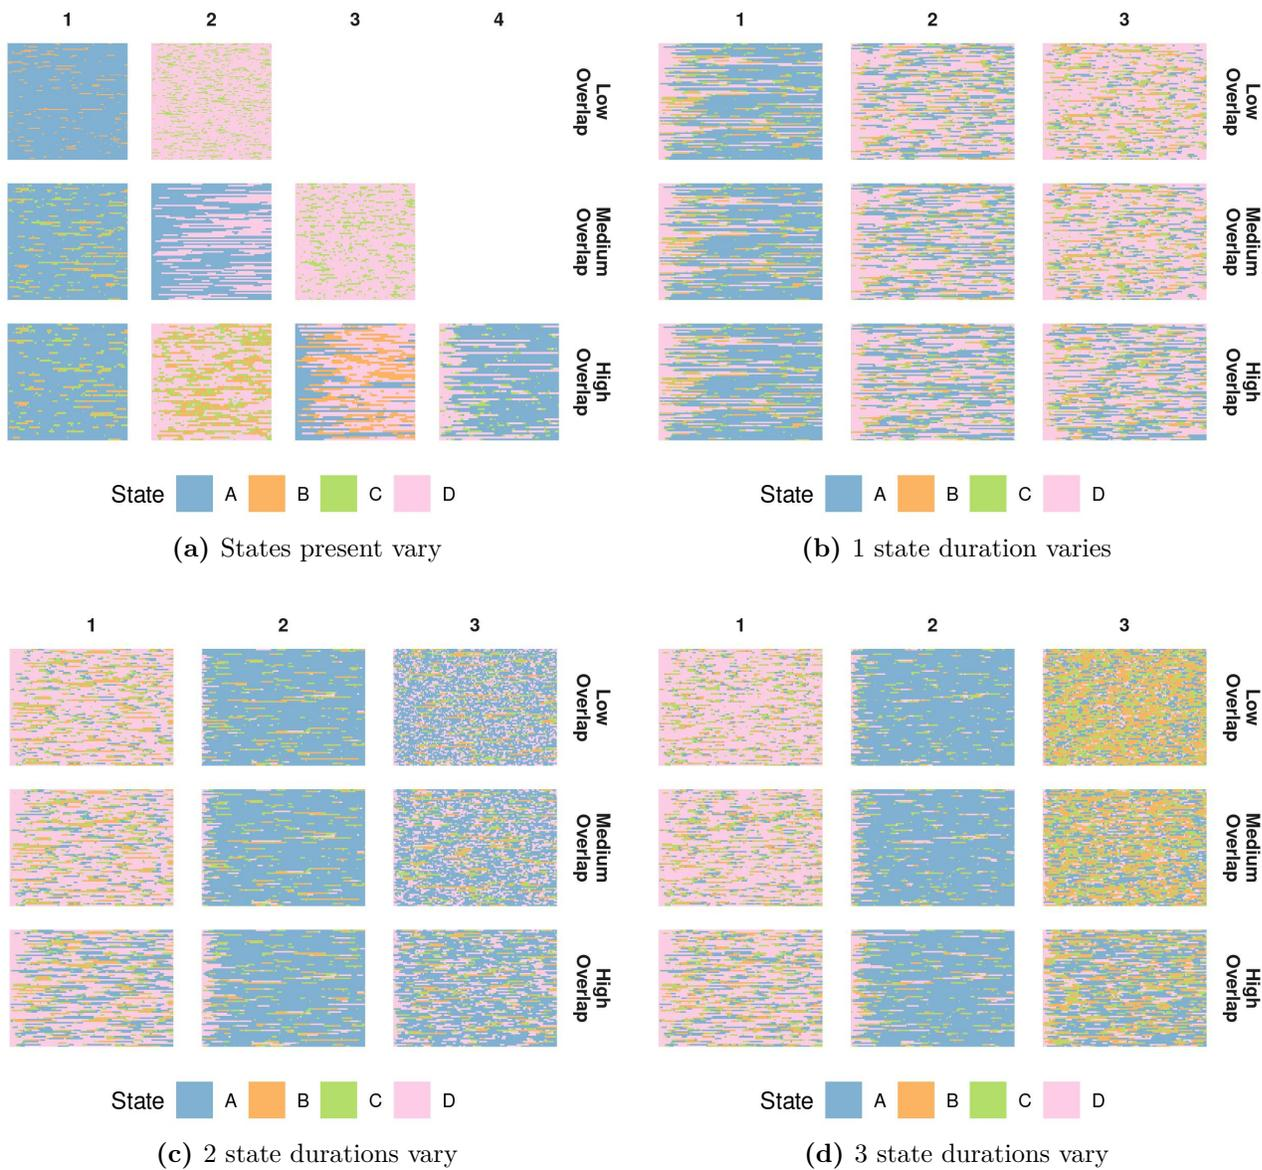 1 2 3 4
Low
Overlap
Medium
Overlap
High
Overlap
State A B C D
(a) States present vary
1 2 3
Low
Overlap
Medium
Overlap
High
Overlap
State A B C D
(b) 1 state duration varies
1 2 3
Low
Overlap
Medium
Overlap
High
Overlap
State A B C D
(c) 2 state durations vary
1 2 3
Low
Overlap
Medium
Overlap
High
Overlap
State A B C D
(d) 3 state durations vary